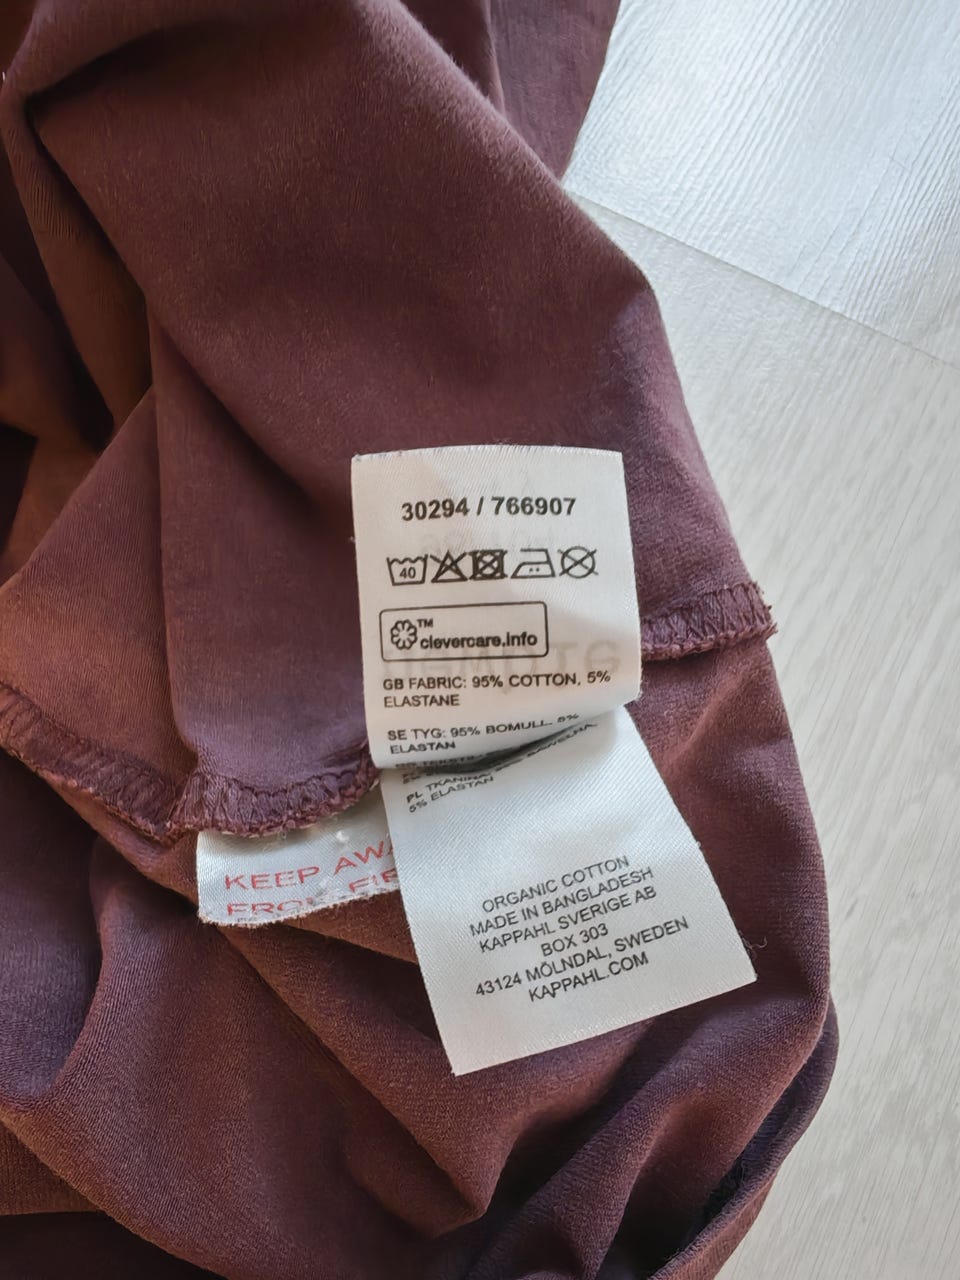 30294 / 766907
40
TM
clevercare.info
GB FABRIC: 95% COTTON, 5%
ELASTANE
SE TYG: 95% BOMULL, 5%
ELASTAN
PL TKANINA:
5% ELASTAN
KEEP AWA
FROM FIR
ORGANIC COTTON
MADE IN BANGLADESH
KAPPAHL SVERIGE AB
BOX 303
43124 MÖLNDAL, SWEDEN
KAPPAHL.COM